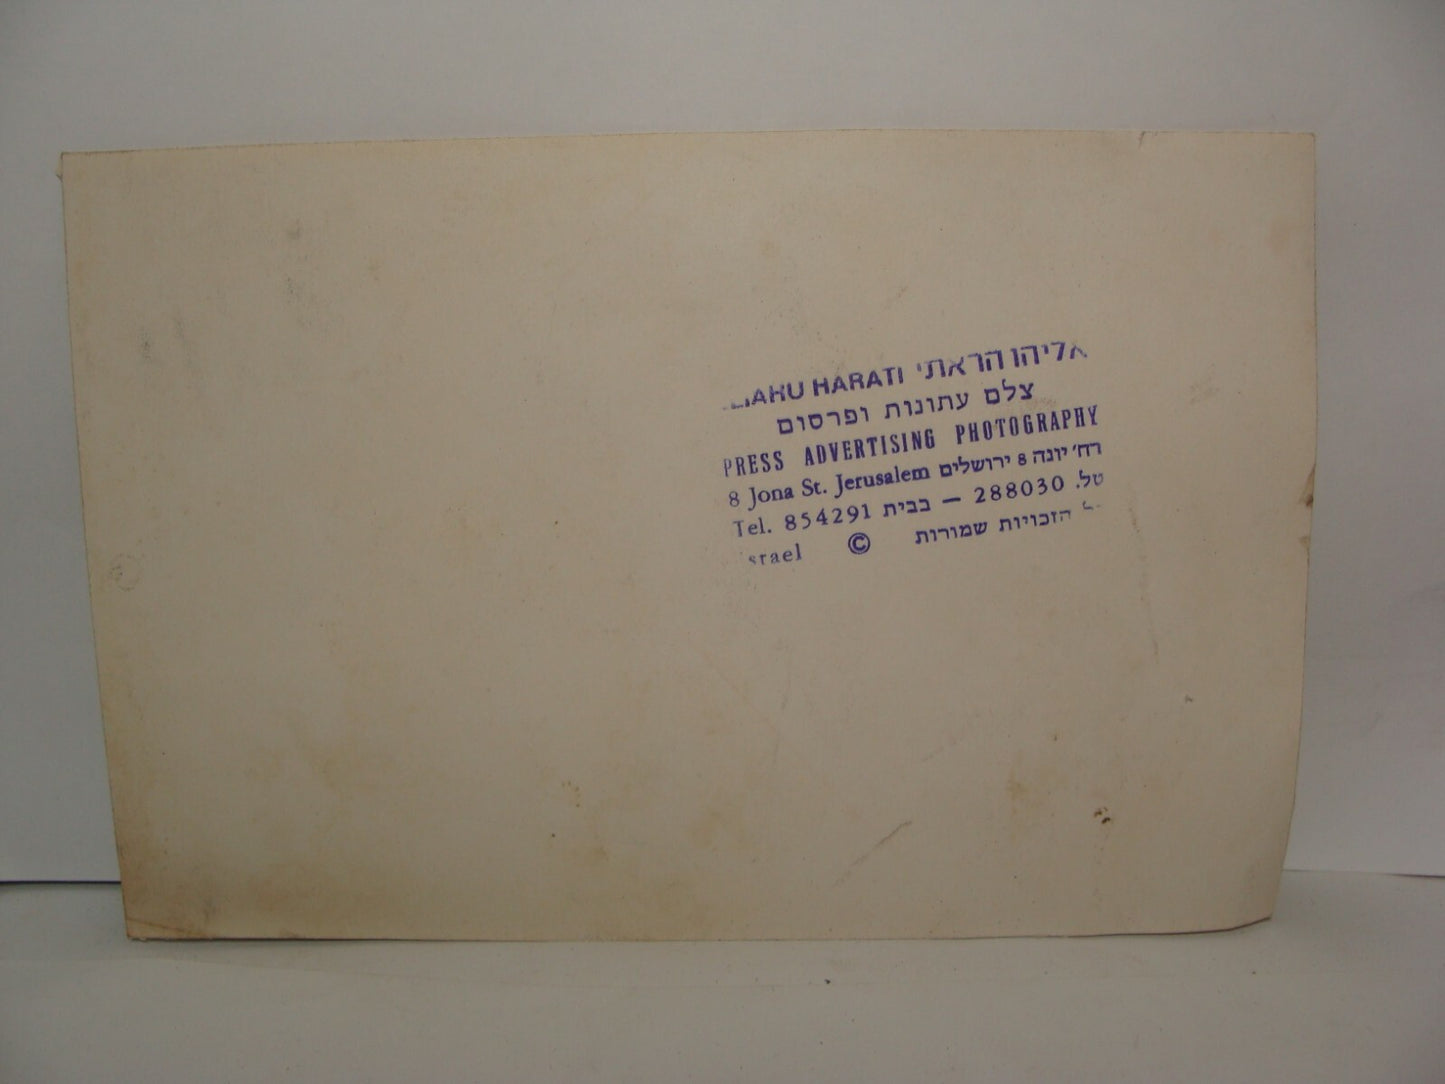 HARATI אליהו הראתי
צלם עתונות ופרסום
PRESS ADVERTISING PHOTOGRAPHY
8 Jona St. Jerusalem רח' יונה 8 ירושלים
Tel. 854291 בבית — 288030 טל.
© הזכויות שמורות